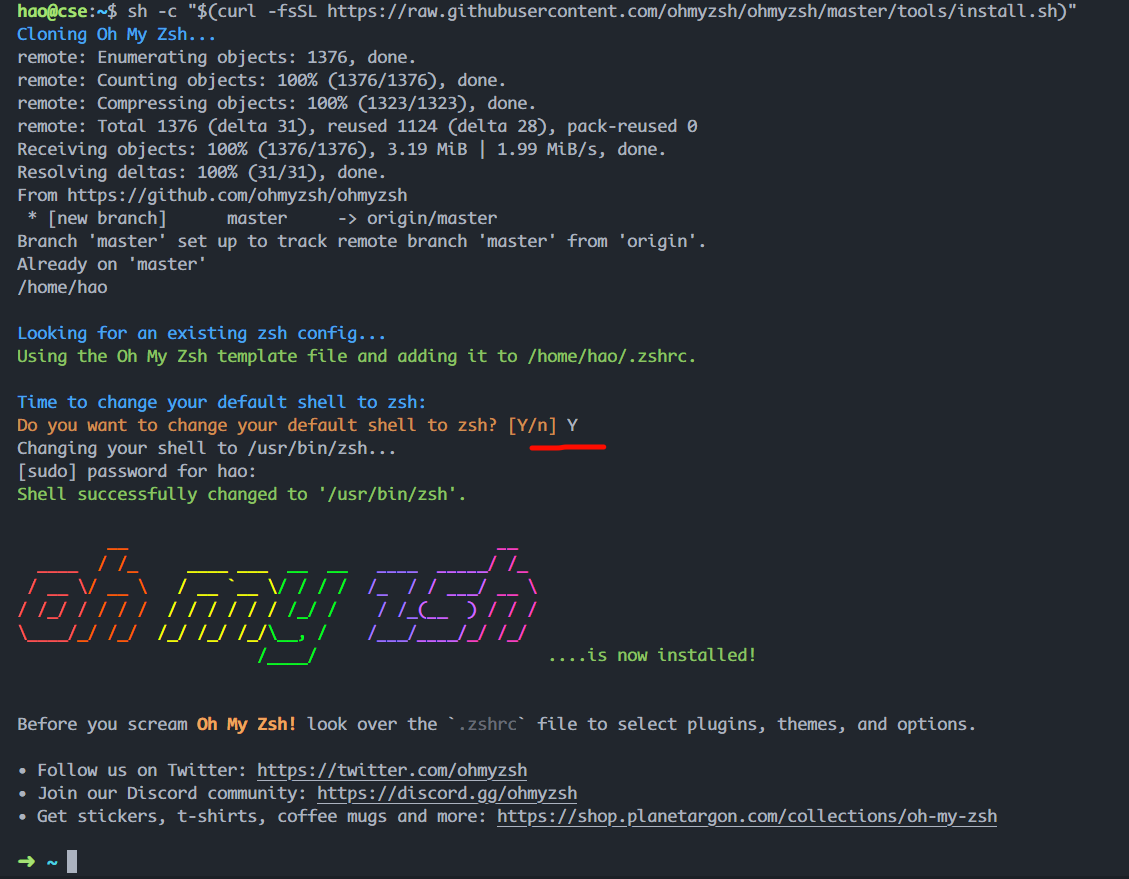 hao@cse:~$ sh -c "$(curl -fsSL https://raw.githubusercontent.com/ohmyzsh/ohmyzsh/master/tools/install.sh)"
Cloning Oh My Zsh...
remote: Enumerating objects: 1376, done.
remote: Counting objects: 100% (1376/1376), done.
remote: Compressing objects: 100% (1323/1323), done.
remote: Total 1376 (delta 31), reused 1124 (delta 28), pack-reused 0
Receiving objects: 100% (1376/1376), 3.19 MiB | 1.99 MiB/s, done.
Resolving deltas: 100% (31/31), done.
From https://github.com/ohmyzsh/ohmyzsh
 * [new branch]      master     -> origin/master
Branch 'master' set up to track remote branch 'master' from 'origin'.
Already on 'master'
/home/hao
Looking for an existing zsh config...
Using the Oh My Zsh template file and adding it to /home/hao/.zshrc.
Time to change your default shell to zsh:
Do you want to change your default shell to zsh? [Y/n] Y
Changing your shell to /usr/bin/zsh...
[sudo] password for hao:
Shell successfully changed to '/usr/bin/zsh'.
oh my zsh
....is now installed!
Before you scream Oh My Zsh! look over the `.zshrc` file to select plugins, themes, and options.
• Follow us on Twitter: https://twitter.com/ohmyzsh
• Join our Discord community: https://discord.gg/ohmyzsh
• Get stickers, t-shirts, coffee mugs and more: https://shop.planetargon.com/collections/oh-my-zsh
➜ ~